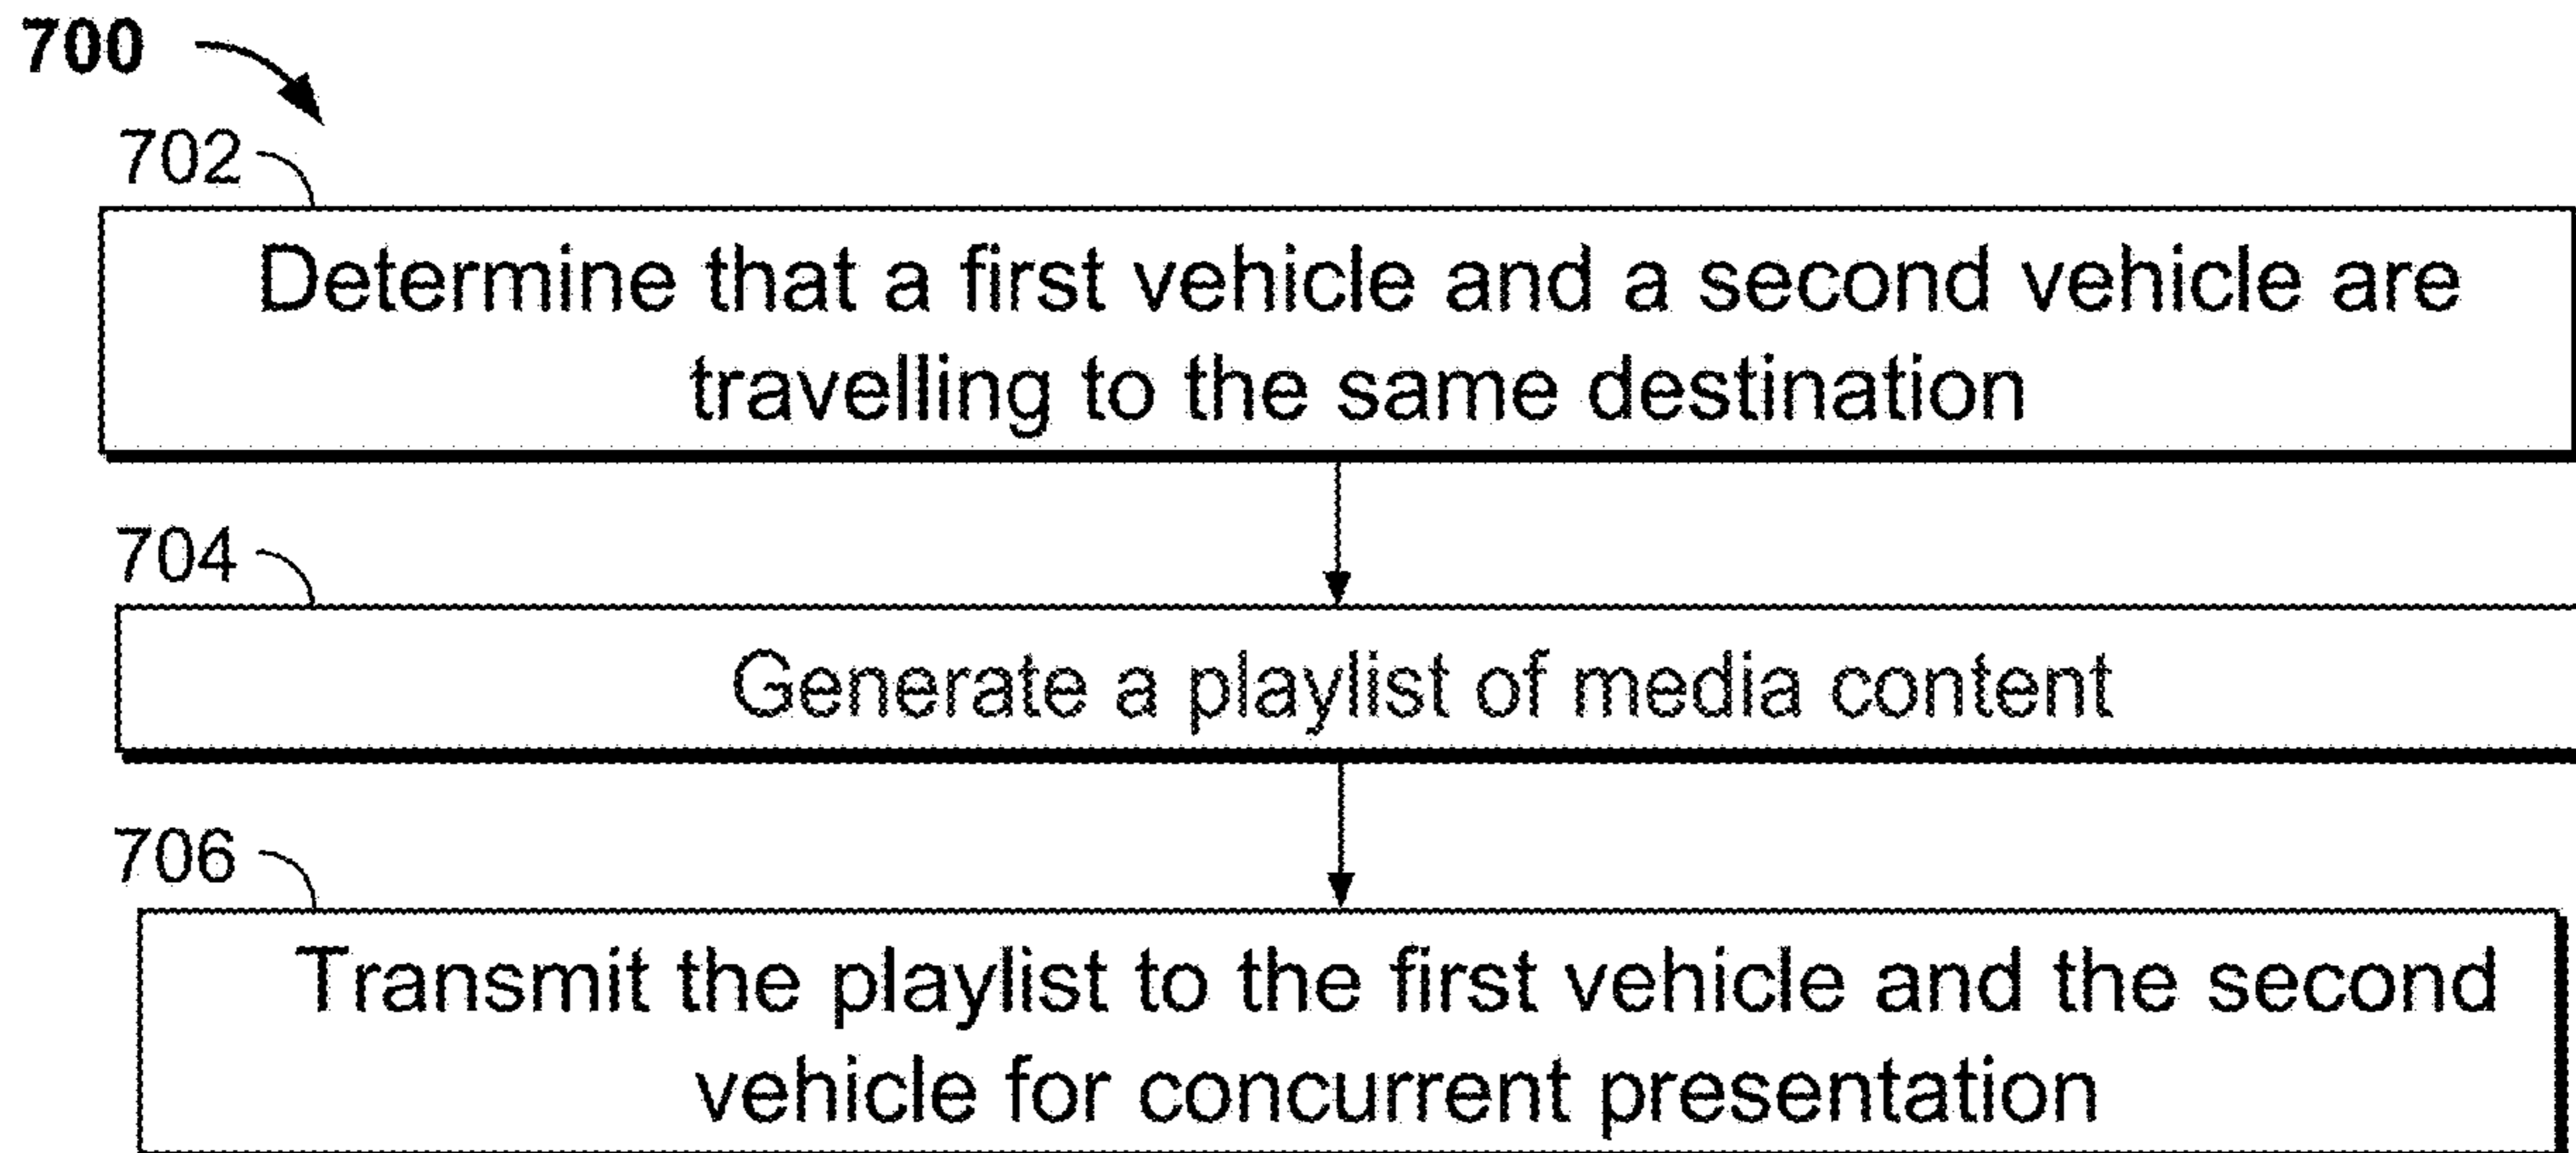 700
702
Determine that a first vehicle and a second vehicle are
travelling to the same destination
704
Generate a playlist of media content
706
Transmit the playlist to the first vehicle and the second
vehicle for concurrent presentation